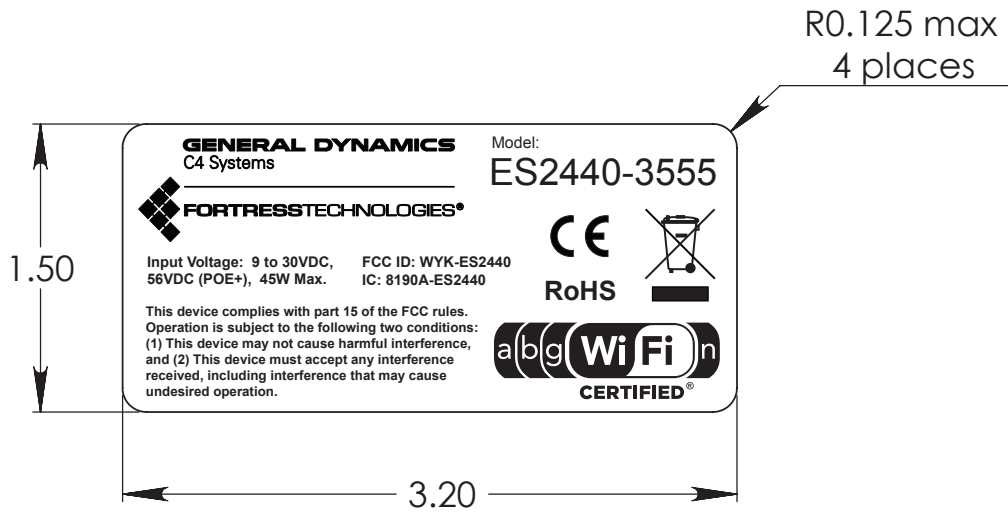 R0.125 max
4 places
GENERAL DYNAMICS
C4 Systems
FORTRESSTECHNOLOGIES®
Model:
ES2440-3555
1.50
Input Voltage: 9 to 30VDC,
56VDC (POE+), 45W Max.
FCC ID: WYK-ES2440
IC: 8190A-ES2440
CE
RoHS
This device complies with part 15 of the FCC rules.
Operation is subject to the following two conditions:
(1) This device may not cause harmful interference,
and (2) This device must accept any interference
received, including interference that may cause
undesired operation.
a b g Wi Fi n
CERTIFIED®
3.20